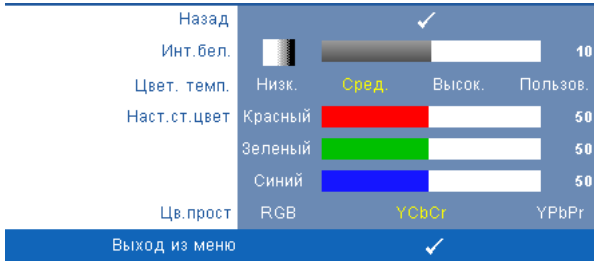 Назад
Инт.бел. 10
Цвет. темп. Низк. Сред. Высок. Пользов.
Наст.ст.цвет Красный 50
Зеленый 50
Синий 50
Цв.прост RGB YCbCr YPbPr
Выход из меню